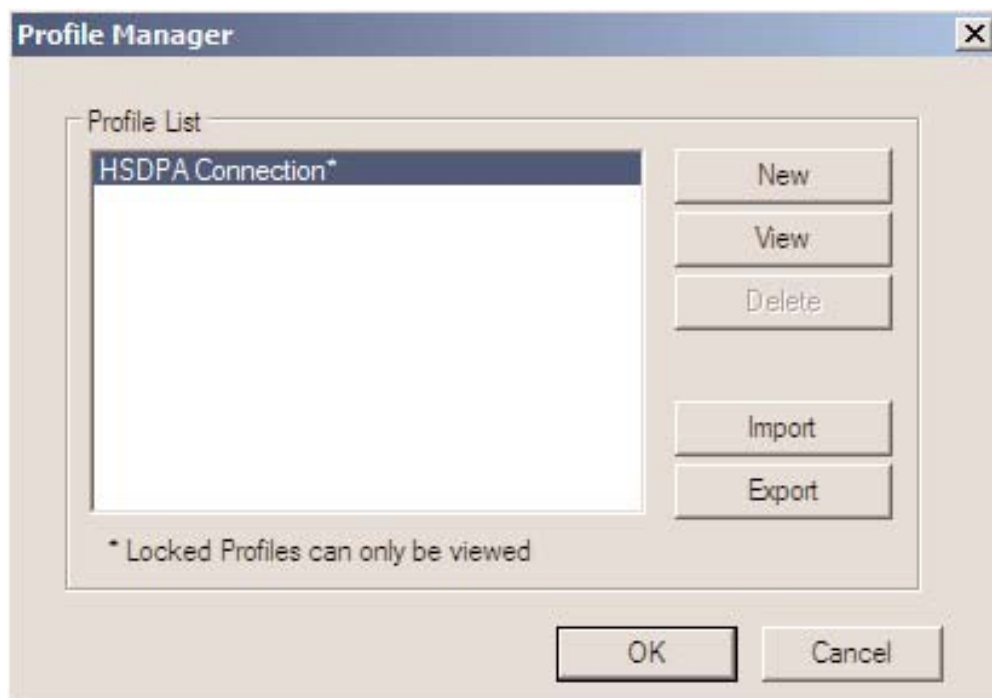 Profile Manager
Profile List
HSDPA Connection*
New
View
Delete
Import
Export
* Locked Profiles can only be viewed
OK
Cancel